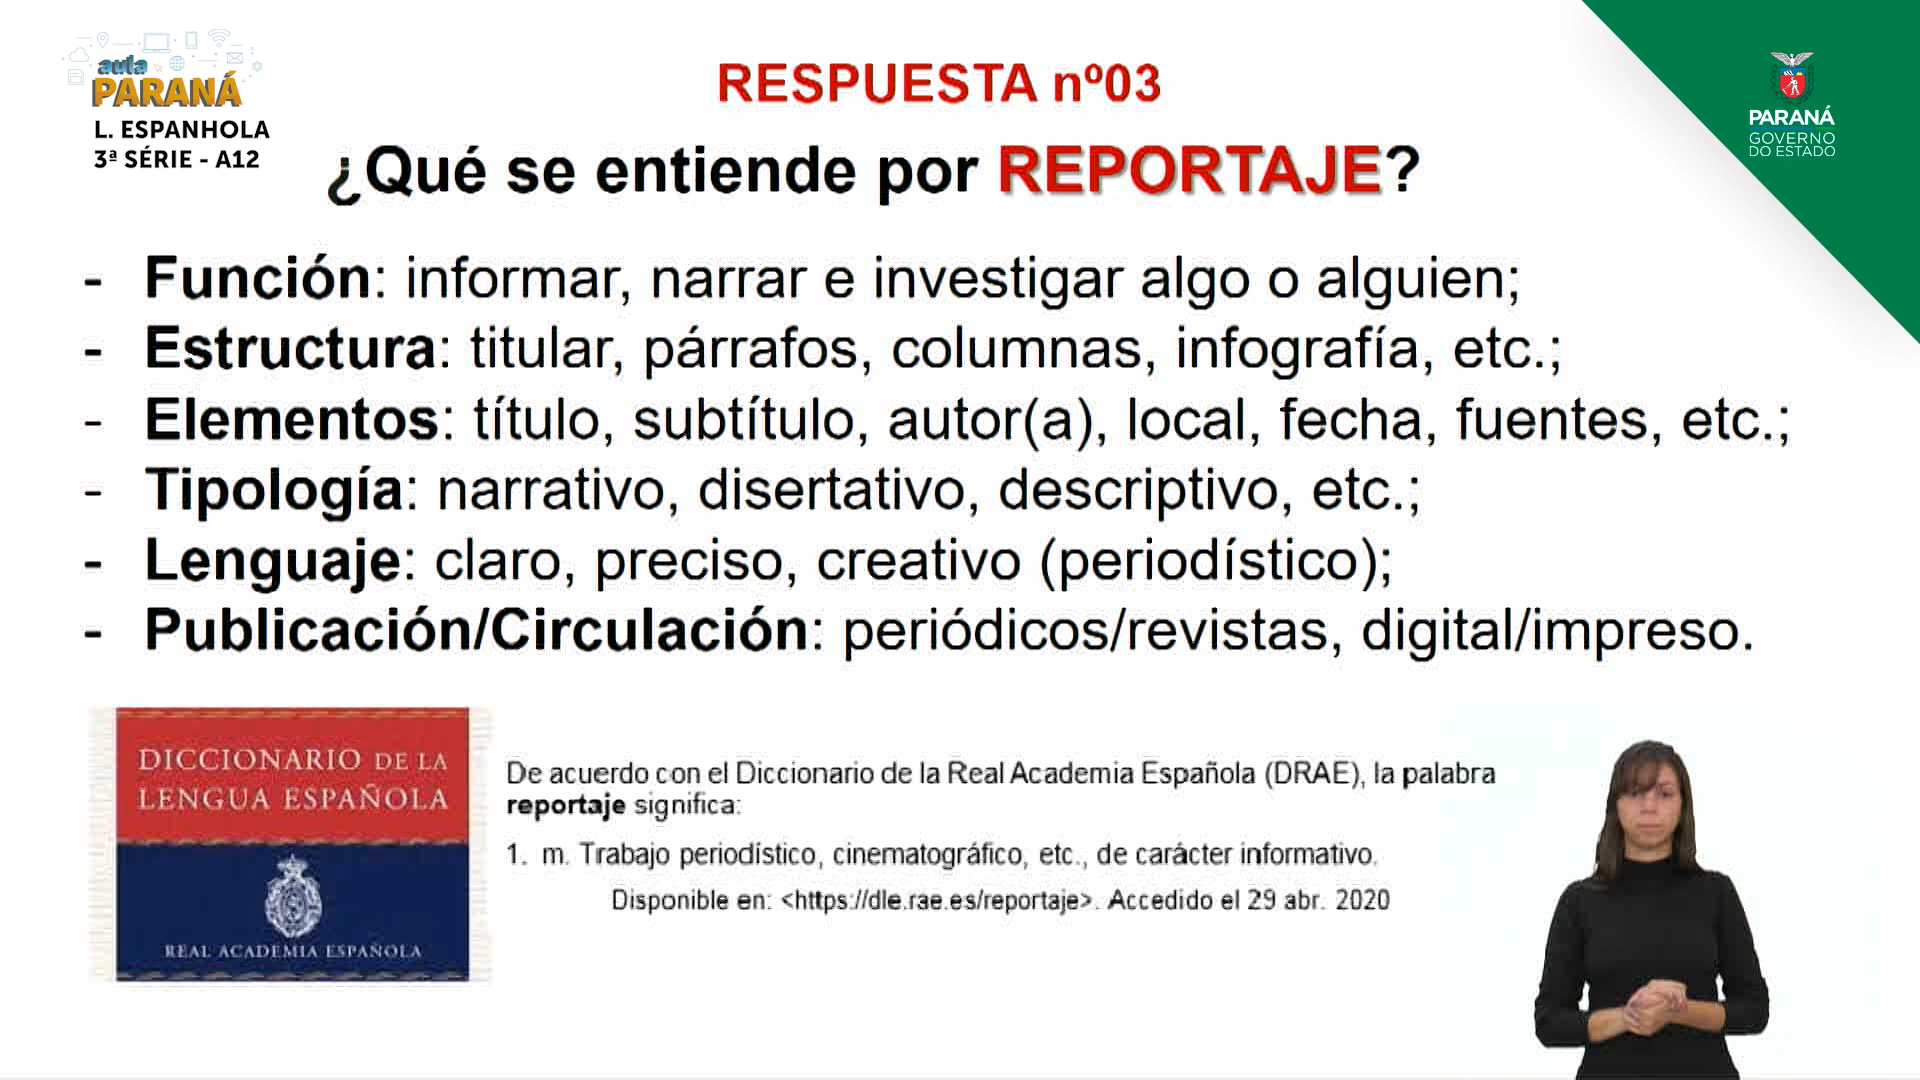 aula
PARANÁ
L. ESPANHOLA
3ª SÉRIE - A12
RESPUESTA nº03
PARANÁ
GOVERNO
DO ESTADO
¿Qué se entiende por REPORTAJE?
- Función: informar, narrar e investigar algo o alguien;
- Estructura: titular, párrafos, columnas, infografía, etc.;
- Elementos: título, subtítulo, autor(a), local, fecha, fuentes, etc.;
- Tipología: narrativo, disertativo, descriptivo, etc.;
- Lenguaje: claro, preciso, creativo (periodístico);
- Publicación/Circulación: periódicos/revistas, digital/impreso.
DICCIONARIO DE LA
LENGUA ESPAÑOLA
REAL ACADEMIA ESPAÑOLA
De acuerdo con el Diccionario de la Real Academia Española (DRAE), la palabra
reportaje significa:
1. m. Trabajo periodístico, cinematográfico, etc., de carácter informativo.
Disponible en: <https://dle.rae.es/reportaje>. Accedido el 29 abr. 2020